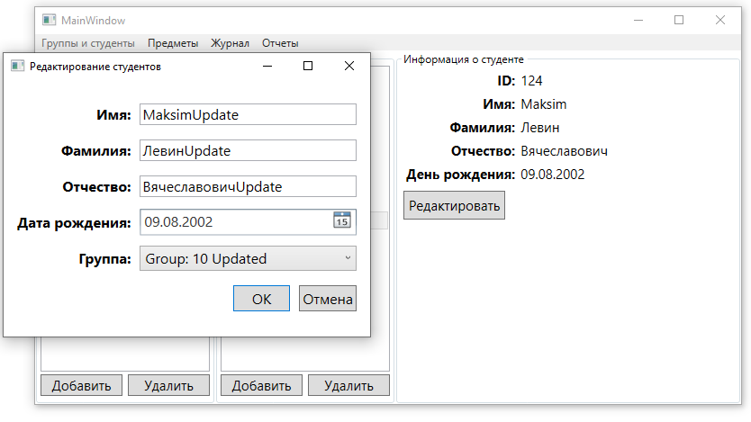 MainWindow
Группы и студенты Предметы Журнал Отчеты
Редактирование студентов
Имя: MaksimUpdate
Фамилия: ЛевинUpdate
Отчество: ВячеславовичUpdate
Дата рождения: 09.08.2002 15
Группа: Group: 10 Updated
OK Отмена
Добавить Удалить
Добавить Удалить
Информация о студенте
ID: 124
Имя: Maksim
Фамилия: Левин
Отчество: Вячеславович
День рождения: 09.08.2002
Редактировать